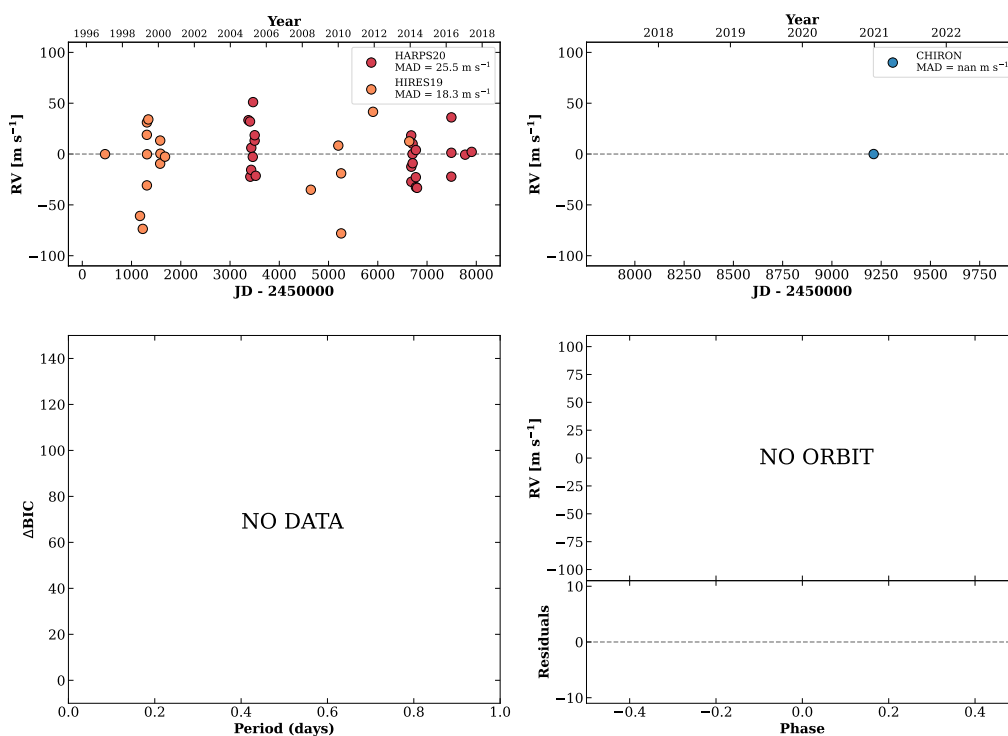 Year
1996 1998 2000 2002 2004 2006 2008 2010 2012 2014 2016 2018
HARPS20
MAD = 25.5 m s⁻¹
HIRES19
MAD = 18.3 m s⁻¹
100
50
0
−50
−100
RV [m s⁻¹]
0 1000 2000 3000 4000 5000 6000 7000 8000
JD - 2450000
Year
2018 2019 2020 2021 2022
CHIRON
MAD = nan m s⁻¹
100
50
0
−50
−100
RV [m s⁻¹]
8000 8250 8500 8750 9000 9250 9500 9750
JD - 2450000
140
120
100
80
60
40
20
0
ΔBIC
NO DATA
0.0 0.2 0.4 0.6 0.8 1.0
Period (days)
100
75
50
25
0
−25
−50
−75
−100
RV [m s⁻¹]
NO ORBIT
10
0
−10
Residuals
−0.4 −0.2 0.0 0.2 0.4
Phase